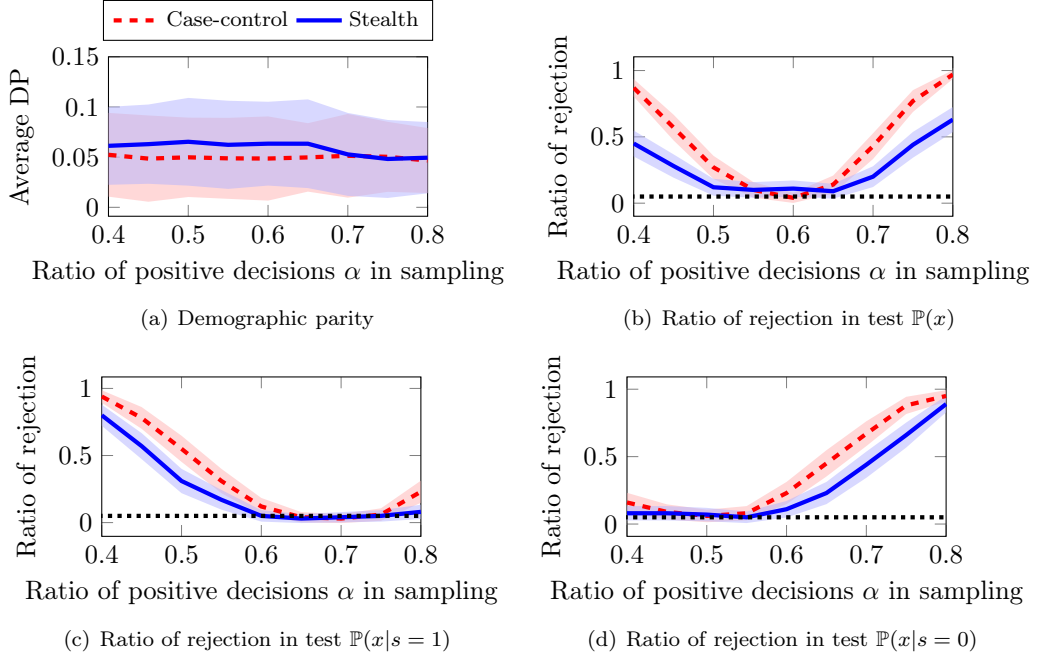 Case-control Stealth
0.15
0.1
0.05
0
Average DP
0.4 0.5 0.6 0.7 0.8
Ratio of positive decisions α in sampling
(a) Demographic parity
1
0.5
0
Ratio of rejection
0.4 0.5 0.6 0.7 0.8
Ratio of positive decisions α in sampling
(b) Ratio of rejection in test ℙ(x)
1
0.5
0
Ratio of rejection
0.4 0.5 0.6 0.7 0.8
Ratio of positive decisions α in sampling
(c) Ratio of rejection in test ℙ(x|s = 1)
1
0.5
0
Ratio of rejection
0.4 0.5 0.6 0.7 0.8
Ratio of positive decisions α in sampling
(d) Ratio of rejection in test ℙ(x|s = 0)